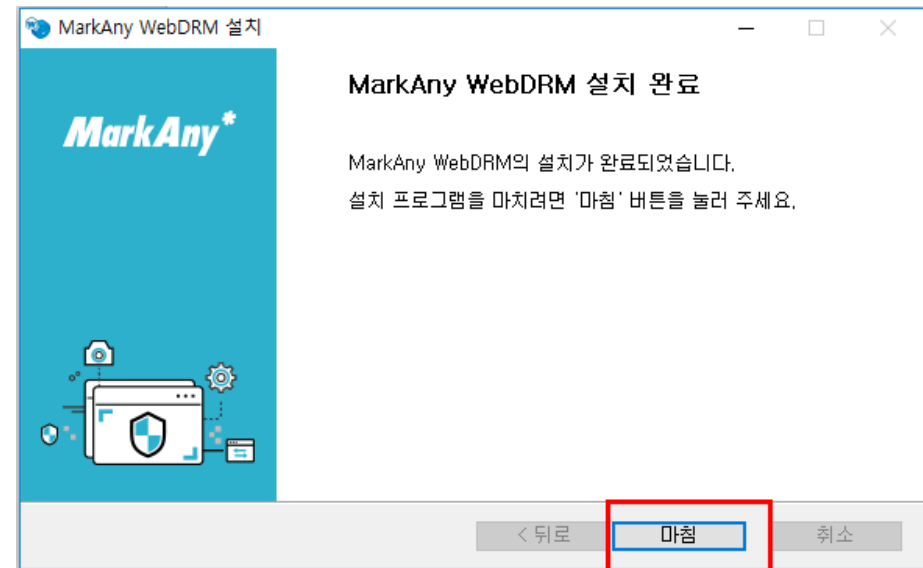 MarkAny WebDRM 설치
MarkAny*
MarkAny WebDRM 설치 완료
MarkAny WebDRM의 설치가 완료되었습니다.
설치 프로그램을 마치려면 '마침' 버튼을 눌러 주세요.
< 뒤로
마침
취소